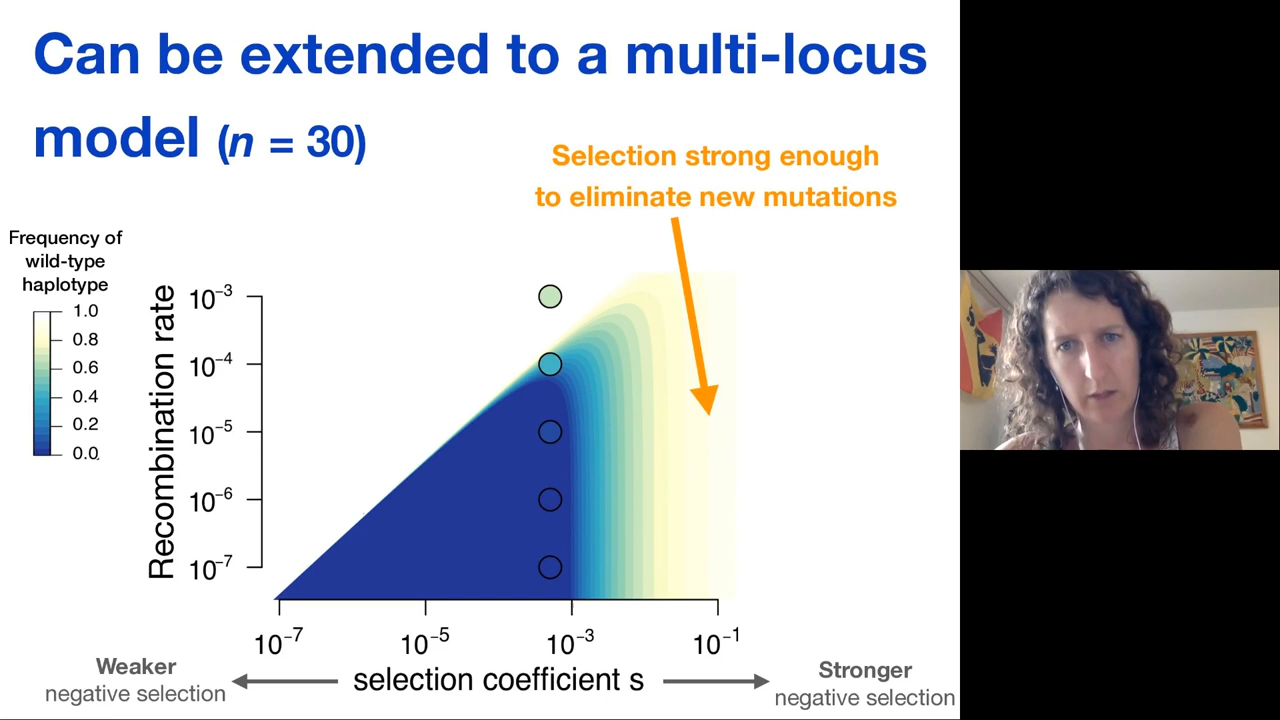 Can be extended to a multi-locus
model (n = 30)
Selection strong enough
to eliminate new mutations
Frequency of
wild-type
haplotype
1.0
0.8
0.6
0.4
0.2
0.0
Recombination rate
10⁻³
10⁻⁴
10⁻⁵
10⁻⁶
10⁻⁷
10⁻⁷ 10⁻⁵ 10⁻³ 10⁻¹
Weaker
negative selection
selection coefficient s
Stronger
negative selection